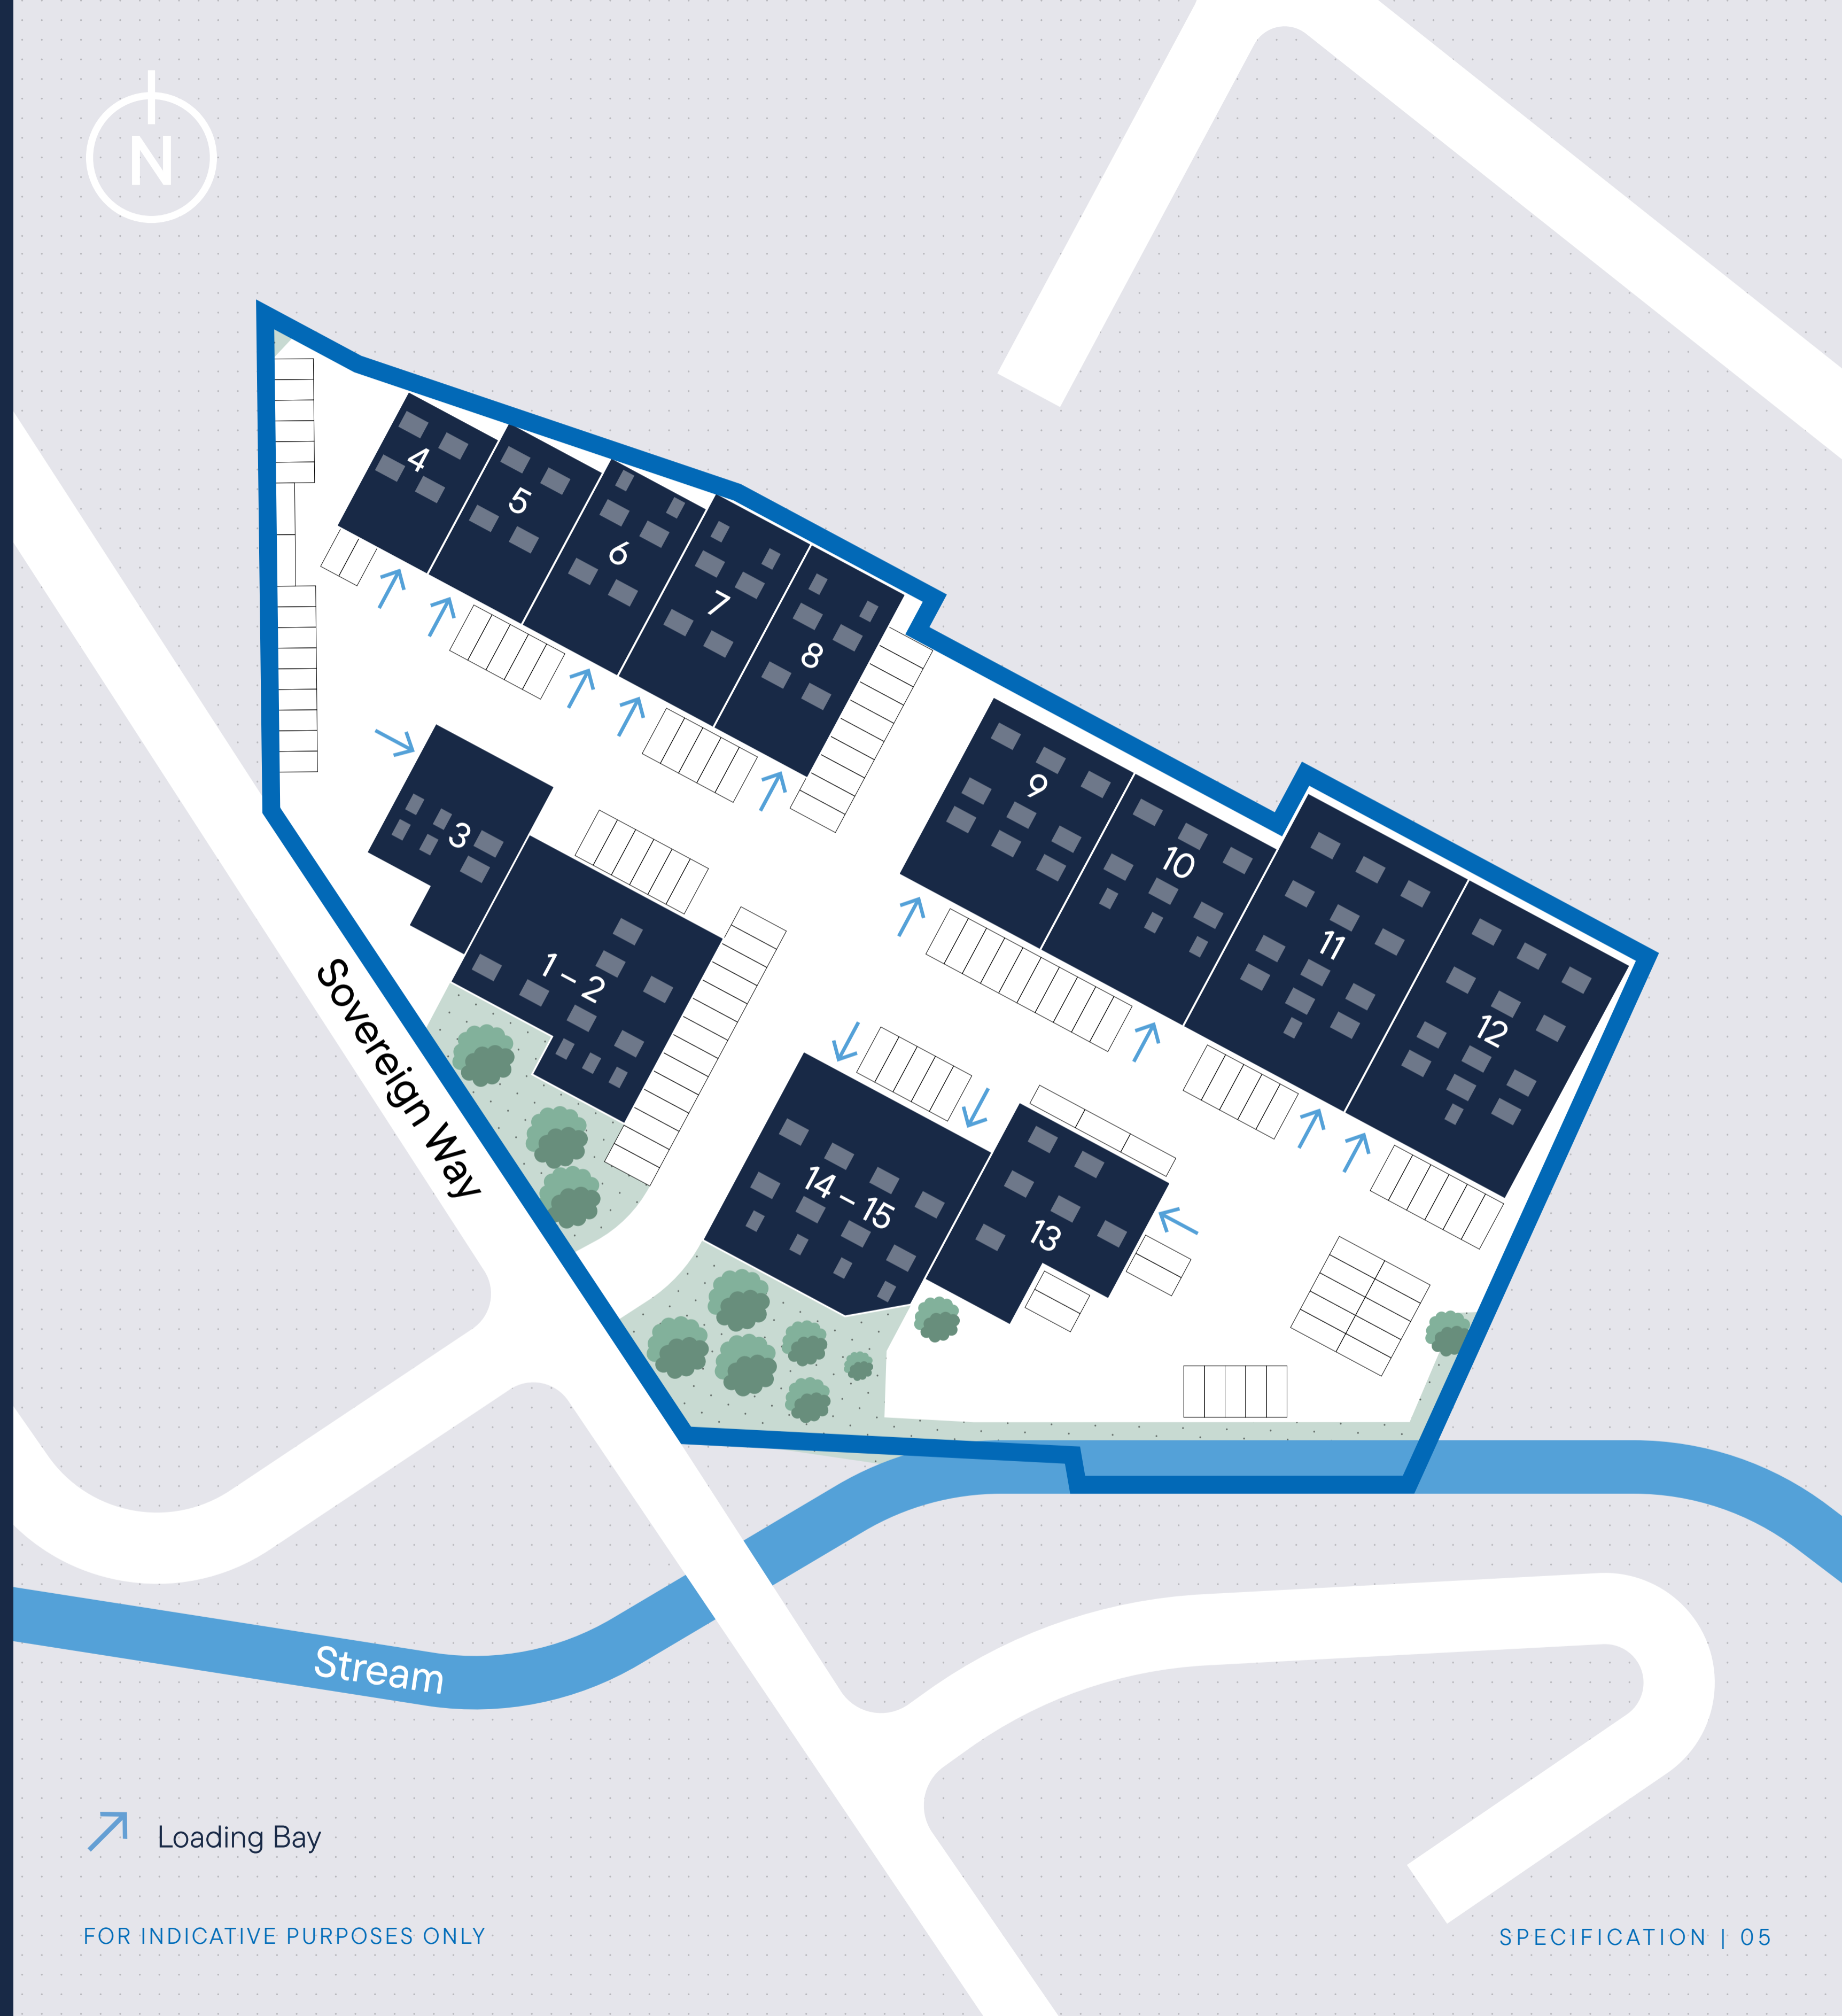 N
4
5
6
7
8
9
10
11
12
3
1 – 2
14 – 15
13
Sovereign Way
Stream
Loading Bay
FOR INDICATIVE PURPOSES ONLY
SPECIFICATION | 05